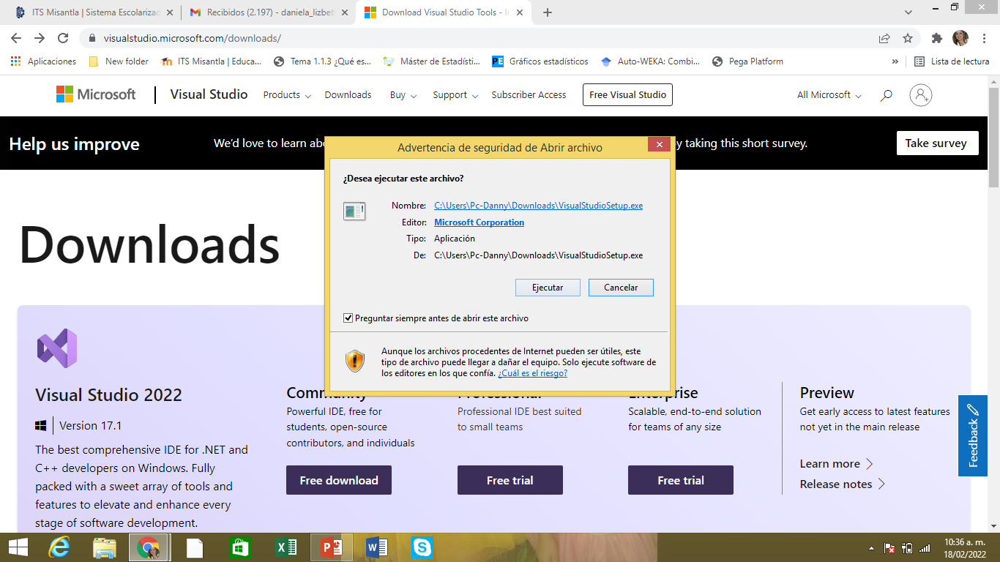 ITS Misantla | Sistema Escolariza
Recibidos (2.197) - daniela_lizbet
Download Visual Studio Tools - I
visualstudio.microsoft.com/downloads/
Aplicaciones
New folder
ITS Misantla | Educa...
Tema 1.1.3 ¿Qué es...
Máster de Estadísti...
Gráficos estadísticos
Auto-WEKA: Combi...
Pega Platform
»
Lista de lectura
Microsoft
Visual Studio
Products
Downloads
Buy
Support
Subscriber Access
Free Visual Studio
All Microsoft
Help us improve
We'd love to learn abo
y taking this short survey.
Take survey
Advertencia de seguridad de Abrir archivo
¿Desea ejecutar este archivo?
Nombre: C:\Users\Pc-Danny\Downloads\VisualStudioSetup.exe
Editor: Microsoft Corporation
Tipo: Aplicación
De: C:\Users\Pc-Danny\Downloads\VisualStudioSetup.exe
Ejecutar
Cancelar
Preguntar siempre antes de abrir este archivo
Aunque los archivos procedentes de Internet pueden ser útiles, este
tipo de archivo puede llegar a dañar el equipo. Solo ejecute software de
los editores en los que confía. ¿Cuál es el riesgo?
Downloads
Visual Studio 2022
Version 17.1
The best comprehensive IDE for .NET and
C++ developers on Windows. Fully
packed with a sweet array of tools and
features to elevate and enhance every
stage of software development.
Community
Powerful IDE, free for
students, open-source
contributors, and individuals
Free download
Professional
Professional IDE best suited
to small teams
Free trial
Enterprise
Scalable, end-to-end solution
for teams of any size
Free trial
Preview
Get early access to latest features
not yet in the main release
Learn more
Release notes
Feedback
10:36 a. m.
18/02/2022